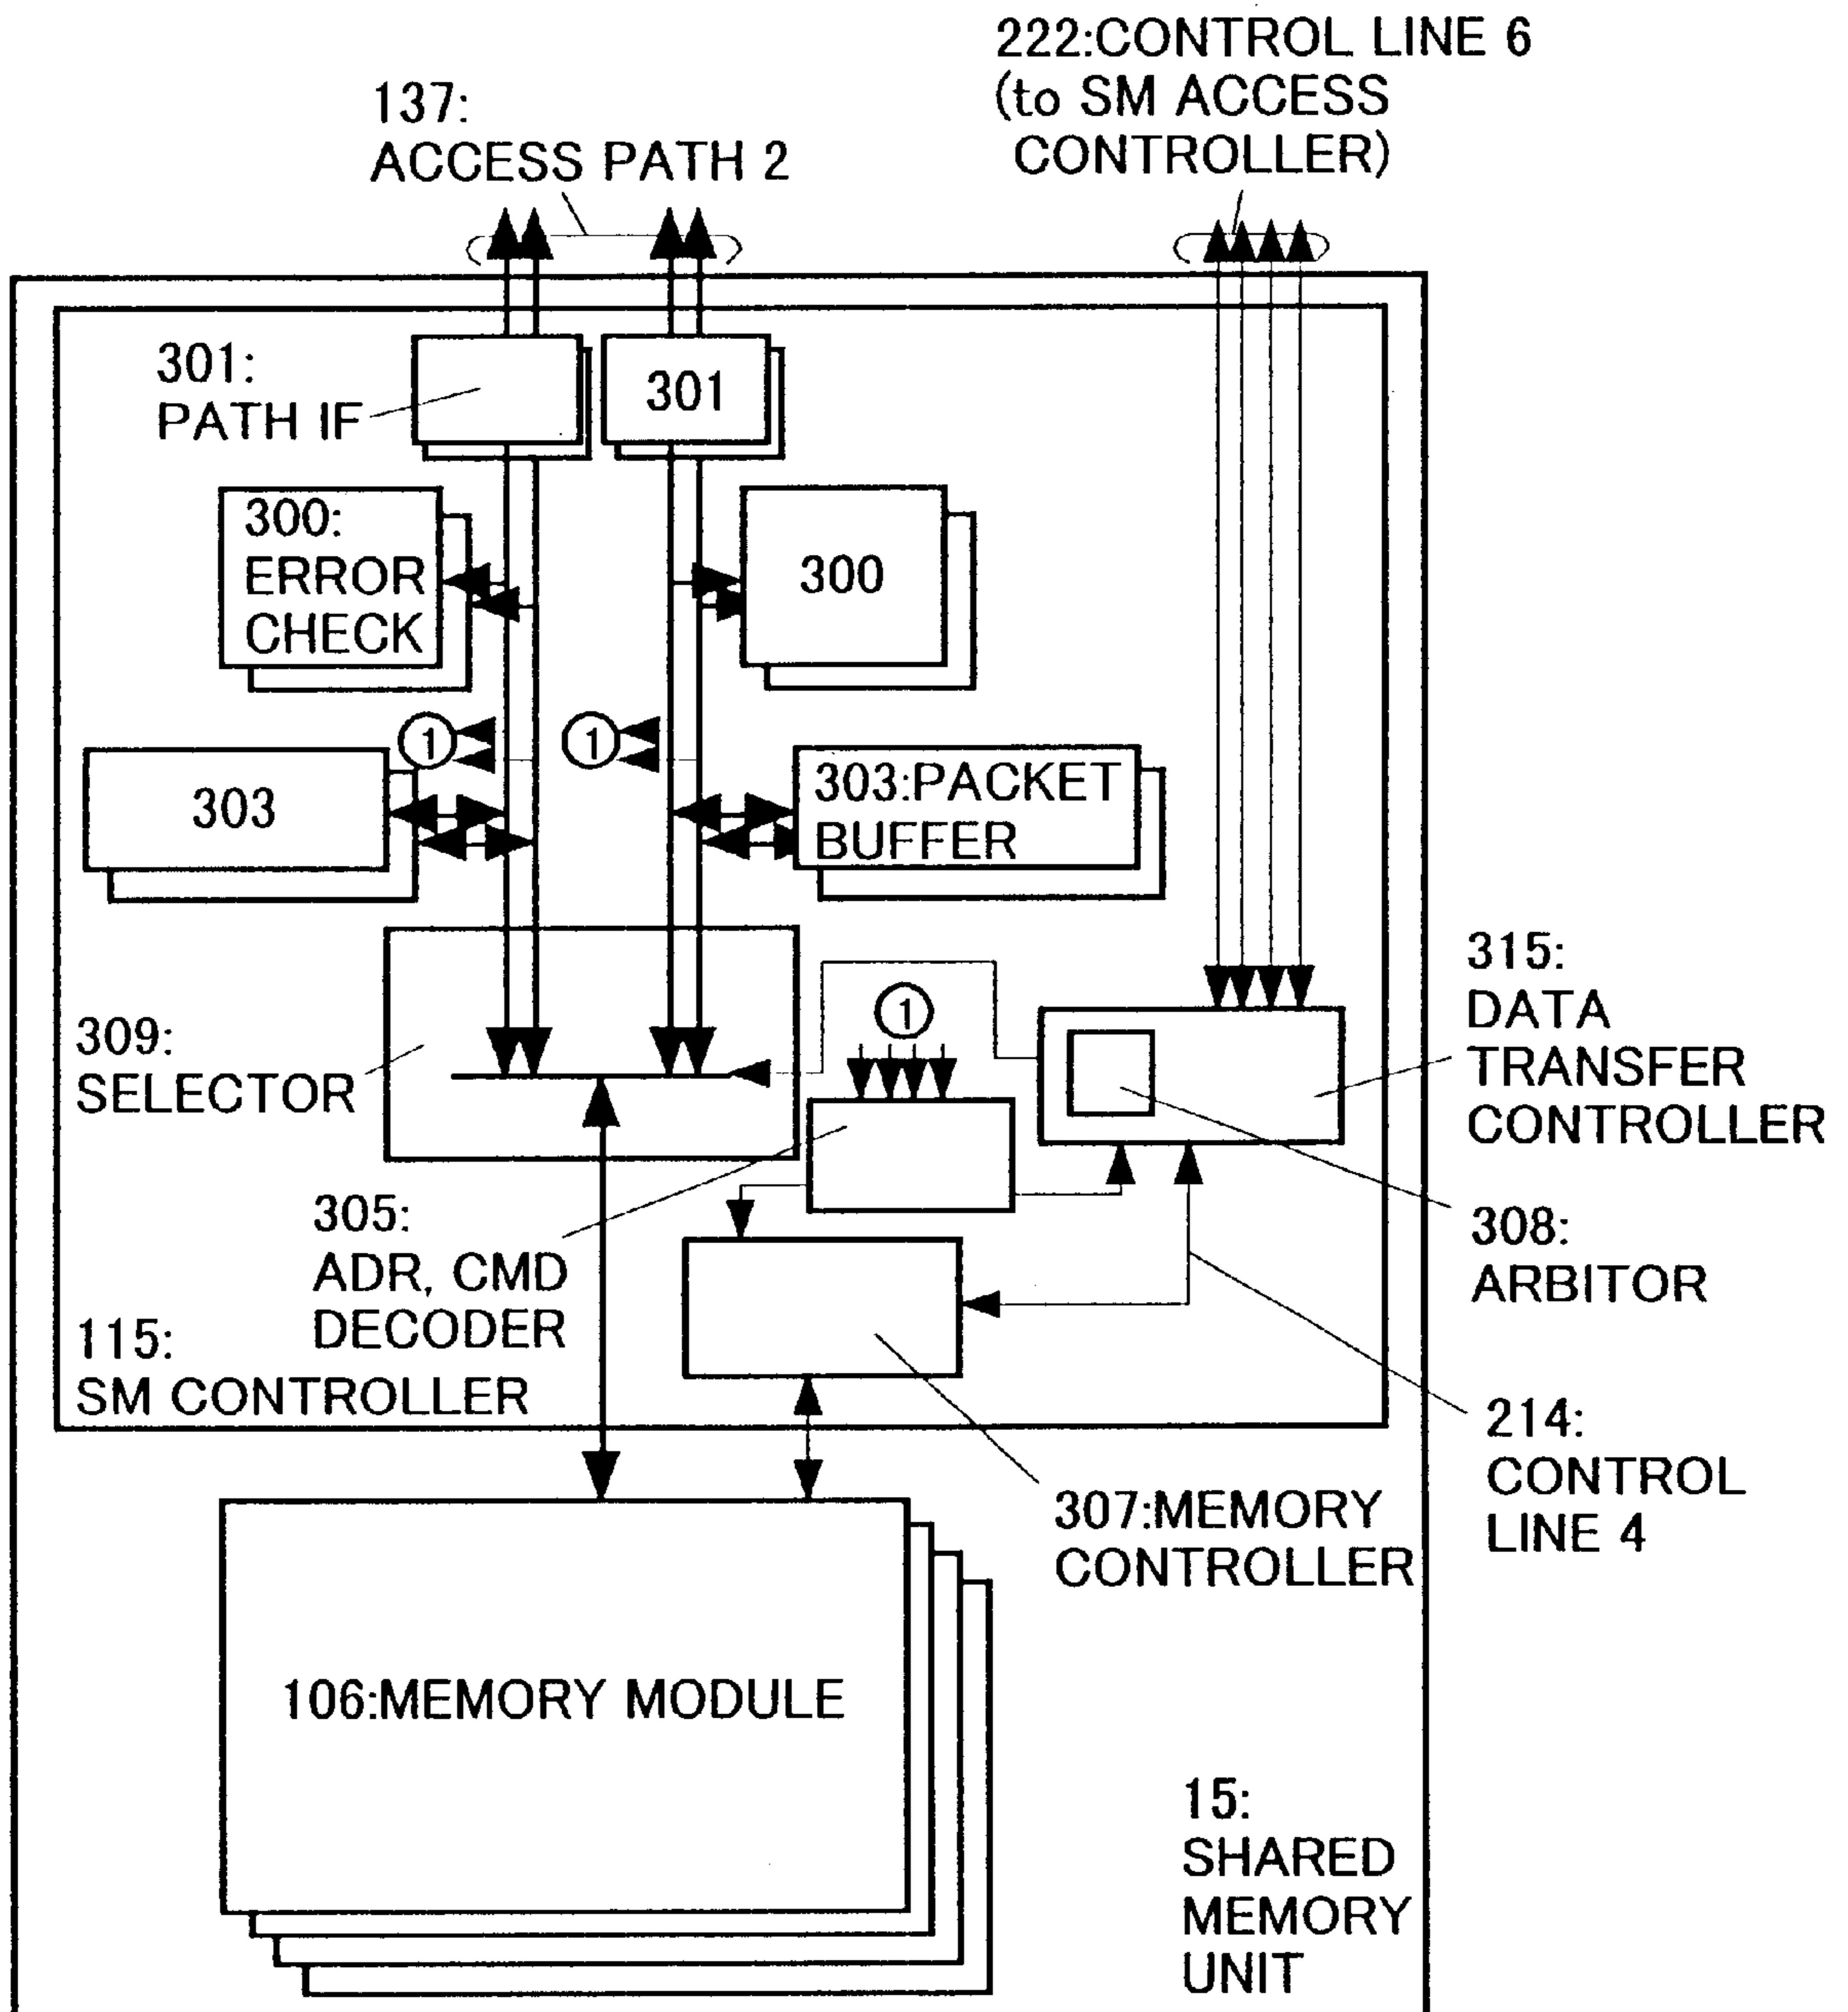 222:CONTROL LINE 6
(to SM ACCESS
CONTROLLER)
137:
ACCESS PATH 2
301:
PATH IF
301
300:
ERROR
CHECK
300
1
1
303
303:PACKET
BUFFER
309:
SELECTOR
1
315:
DATA
TRANSFER
CONTROLLER
305:
ADR, CMD
DECODER
308:
ARBITOR
115:
SM CONTROLLER
214:
CONTROL
LINE 4
307:MEMORY
CONTROLLER
106:MEMORY MODULE
15:
SHARED
MEMORY
UNIT